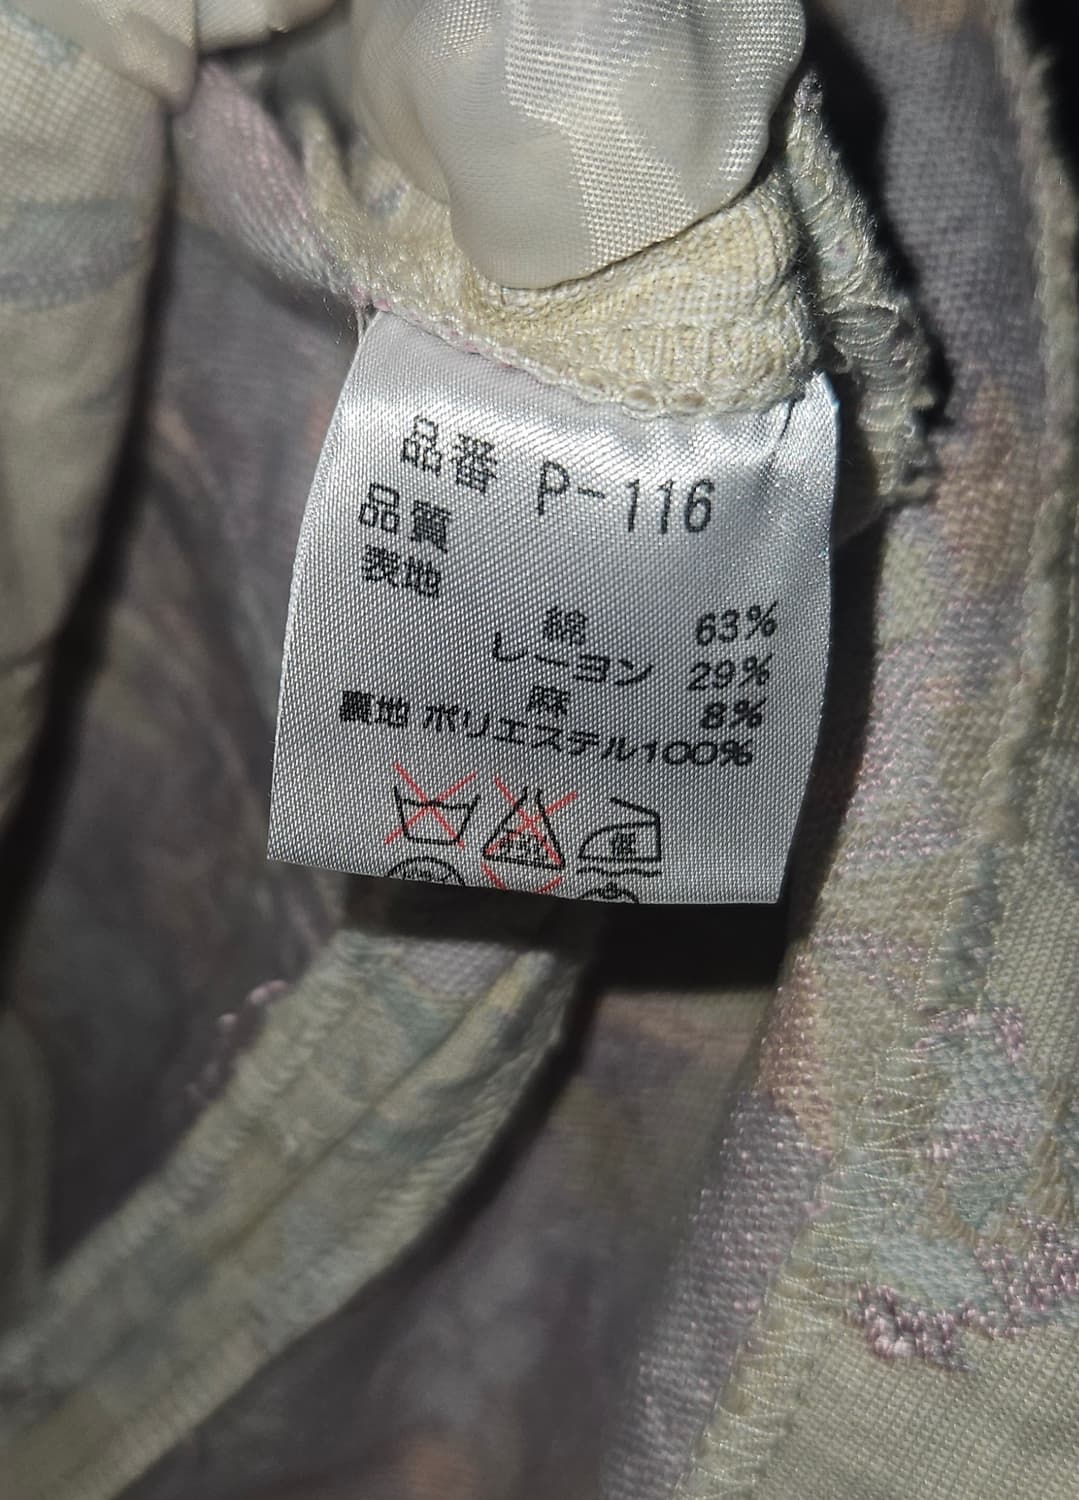 品番 P-116
品質
表地
綿 63%
レーヨン 29%
麻 8%
裏地 ポリエステル100%
低